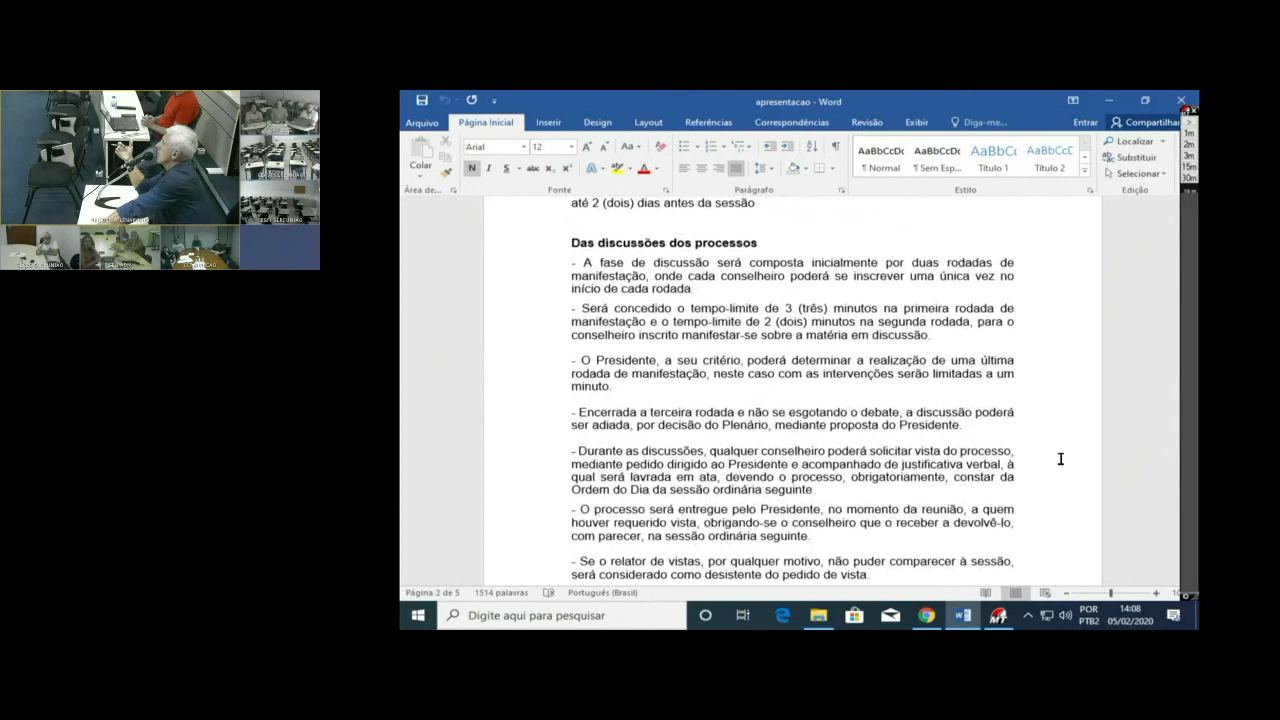 apresentacao - Word
Arquivo Página Inicial Inserir Design Layout Referências Correspondências Revisão Exibir Diga-me... Entrar Compartilhar
Colar
Arial 12
Aa
N I S abc X₂ X²
AaBbCcDc AaBbCcDc AaBbCc AaBbCcD
¶ Normal ¶ Sem Esp... Título 1 Título 2
Localizar
Substituir
Selecionar
Área de... Fonte Parágrafo Estilo Edição
1m
2m
3m
15m
30m
até 2 (dois) dias antes da sessão
Das discussões dos processos
- A fase de discussão será composta inicialmente por duas rodadas de
manifestação, onde cada conselheiro poderá se inscrever uma única vez no
início de cada rodada.
- Será concedido o tempo-limite de 3 (três) minutos na primeira rodada de
manifestação e o tempo-limite de 2 (dois) minutos na segunda rodada, para o
conselheiro inscrito manifestar-se sobre a matéria em discussão.
- O Presidente, a seu critério, poderá determinar a realização de uma última
rodada de manifestação, neste caso com as intervenções serão limitadas a um
minuto.
- Encerrada a terceira rodada e não se esgotando o debate, a discussão poderá
ser adiada, por decisão do Plenário, mediante proposta do Presidente.
- Durante as discussões, qualquer conselheiro poderá solicitar vista do processo,
mediante pedido dirigido ao Presidente e acompanhado de justificativa verbal, à
qual será lavrada em ata, devendo o processo, obrigatoriamente, constar da
Ordem do Dia da sessão ordinária seguinte.
- O processo será entregue pelo Presidente, no momento da reunião, a quem
houver requerido vista, obrigando-se o conselheiro que o receber a devolvê-lo,
com parecer, na sessão ordinária seguinte.
- Se o relator de vistas, por qualquer motivo, não puder comparecer à sessão,
será considerado como desistente do pedido de vista.
Página 2 de 5 1514 palavras Português (Brasil)
Digite aqui para pesquisar
POR
PTB2
14:08
05/02/2020